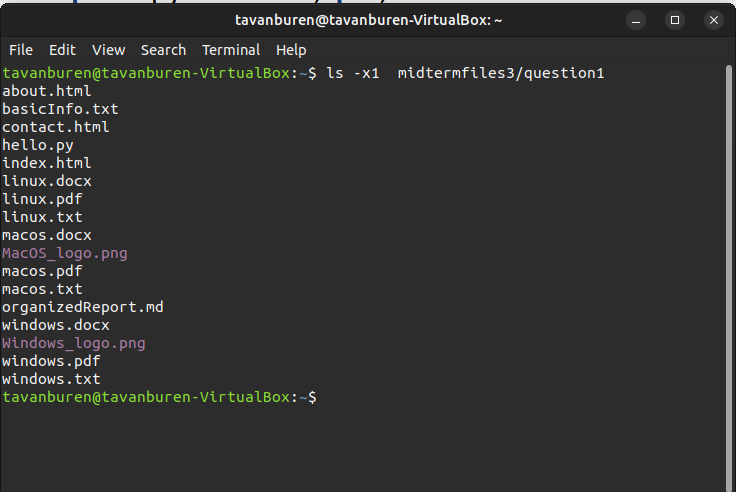 tavanburen@tavanburen-VirtualBox: ~
File Edit View Search Terminal Help
tavanburen@tavanburen-VirtualBox:~$ ls -x1  midtermfiles3/question1
about.html
basicInfo.txt
contact.html
hello.py
index.html
linux.docx
linux.pdf
linux.txt
macos.docx
MacOS_logo.png
macos.pdf
macos.txt
organizedReport.md
windows.docx
Windows_logo.png
windows.pdf
windows.txt
tavanburen@tavanburen-VirtualBox:~$